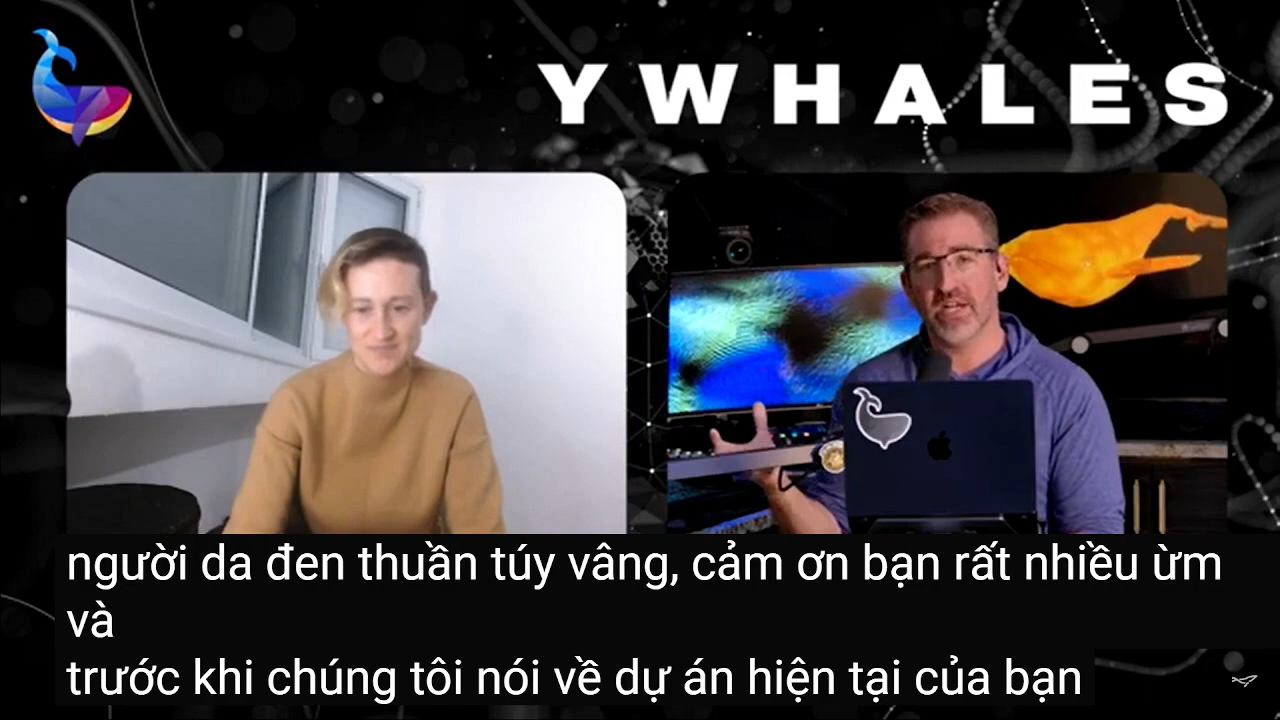 YWHALES
người da đen thuần túy vâng, cảm ơn bạn rất nhiều ừm
và
trước khi chúng tôi nói về dự án hiện tại của bạn